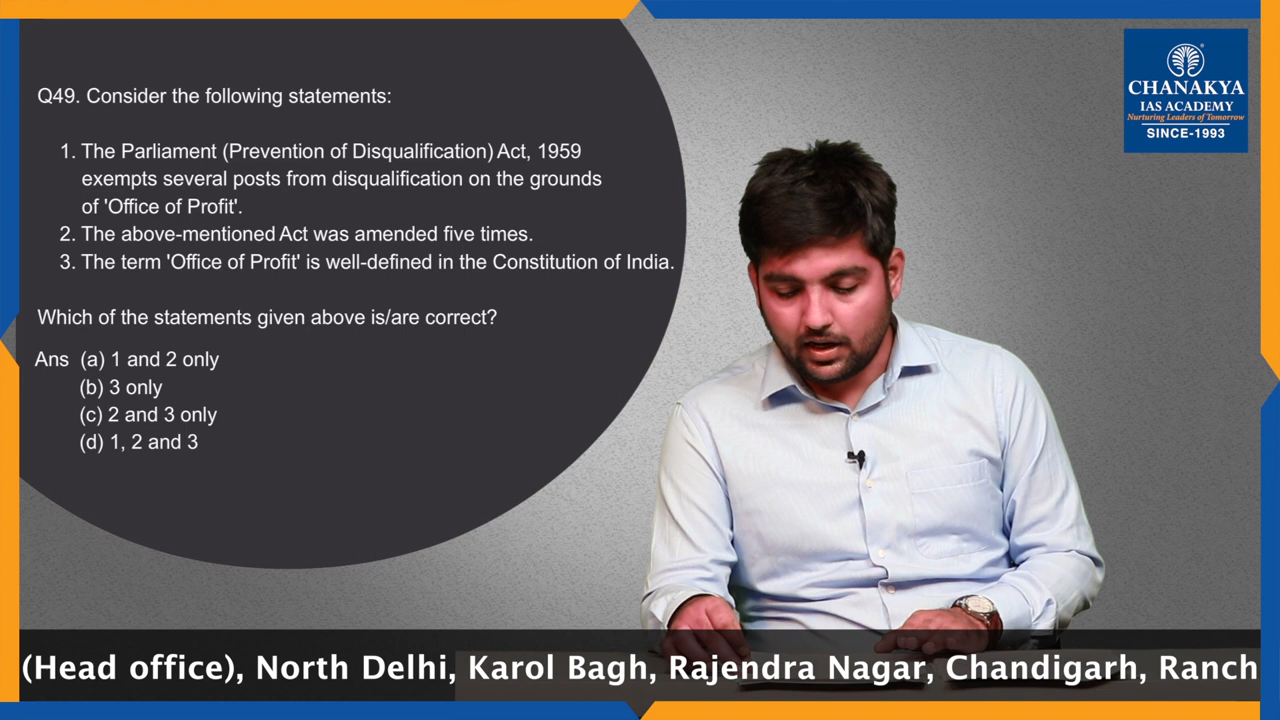 Q49. Consider the following statements:
1. The Parliament (Prevention of Disqualification) Act, 1959
exempts several posts from disqualification on the grounds
of 'Office of Profit'.
2. The above-mentioned Act was amended five times.
3. The term 'Office of Profit' is well-defined in the Constitution of India.
Which of the statements given above is/are correct?
Ans (a) 1 and 2 only
(b) 3 only
(c) 2 and 3 only
(d) 1, 2 and 3
CHANAKYA
IAS ACADEMY
Nurturing Leaders of Tomorrow
SINCE-1993
(Head office), North Delhi, Karol Bagh, Rajendra Nagar, Chandigarh, Ranch